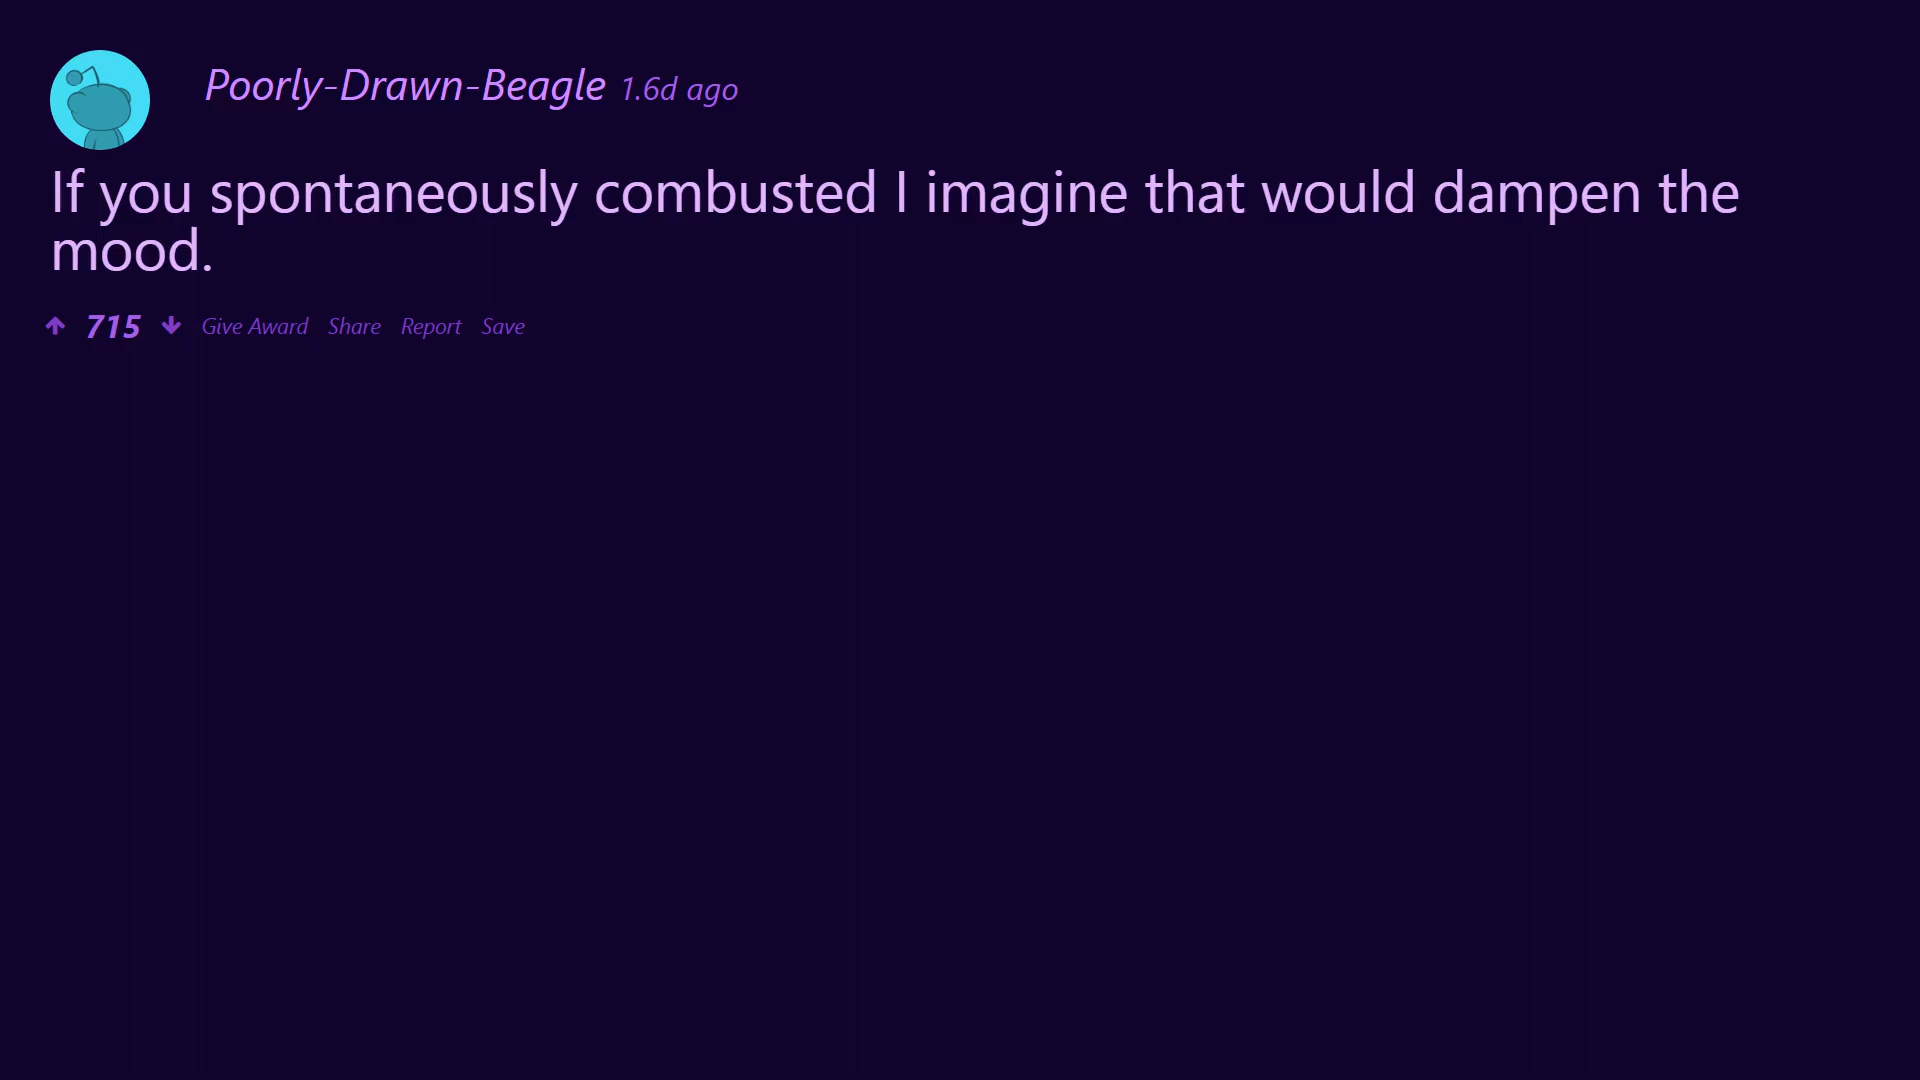 Poorly-Drawn-Beagle 1.6d ago
If you spontaneously combusted I imagine that would dampen the
mood.
715 Give Award Share Report Save